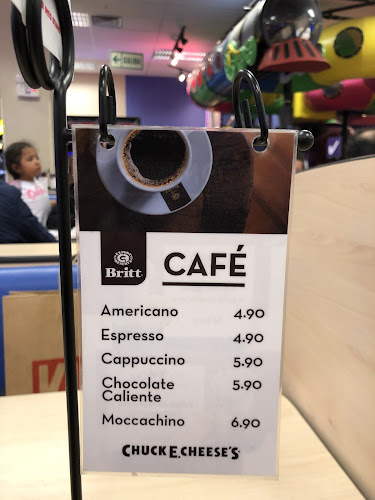 SALIDA
Britt
CAFÉ
Americano 4.90
Espresso 4.90
Cappuccino 5.90
Chocolate Caliente 5.90
Moccachino 6.90
CHUCK E. CHEESE'S